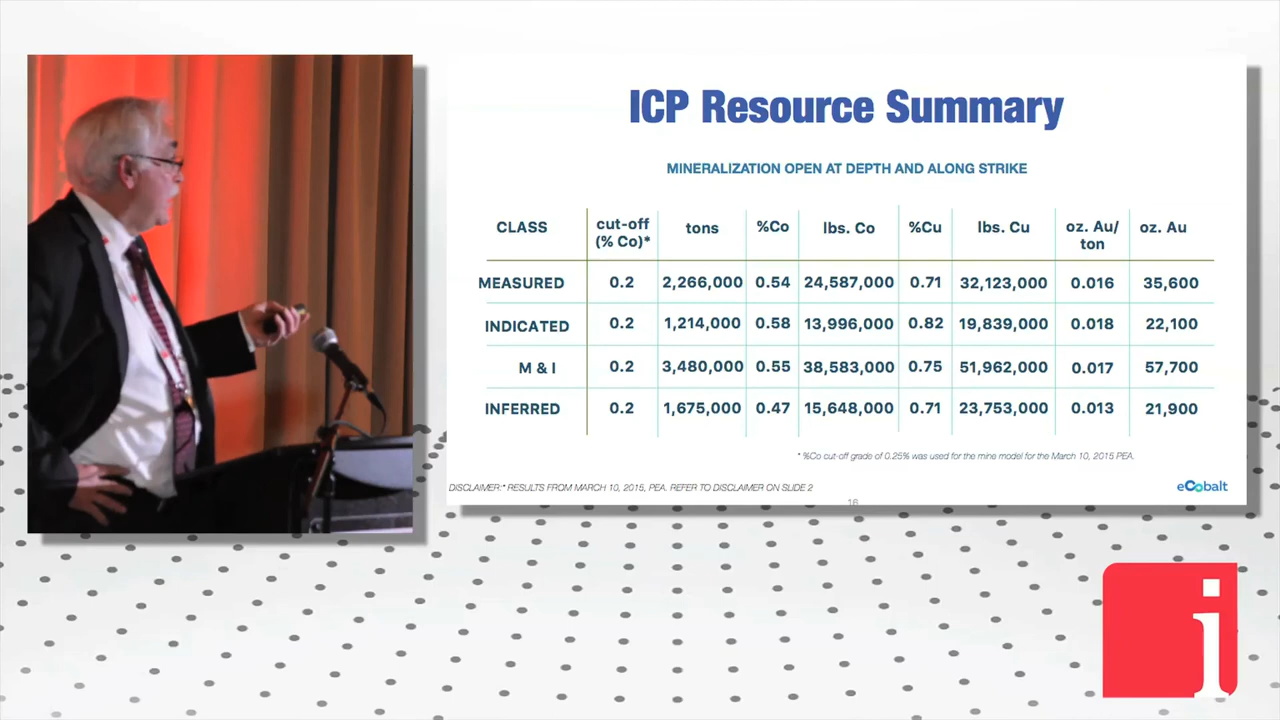 ICP Resource Summary
MINERALIZATION OPEN AT DEPTH AND ALONG STRIKE
CLASS cut-off (% Co)* tons %Co lbs. Co %Cu lbs. Cu oz. Au/ ton oz. Au
MEASURED 0.2 2,266,000 0.54 24,587,000 0.71 32,123,000 0.016 35,600
INDICATED 0.2 1,214,000 0.58 13,996,000 0.82 19,839,000 0.018 22,100
M & I 0.2 3,480,000 0.55 38,583,000 0.75 51,962,000 0.017 57,700
INFERRED 0.2 1,675,000 0.47 15,648,000 0.71 23,753,000 0.013 21,900
* %Co cut-off grade of 0.25% was used for the mine model for the March 10, 2015 PEA.
DISCLAIMER:* RESULTS FROM MARCH 10, 2015, PEA. REFER TO DISCLAIMER ON SLIDE 2
eCobalt
16
i